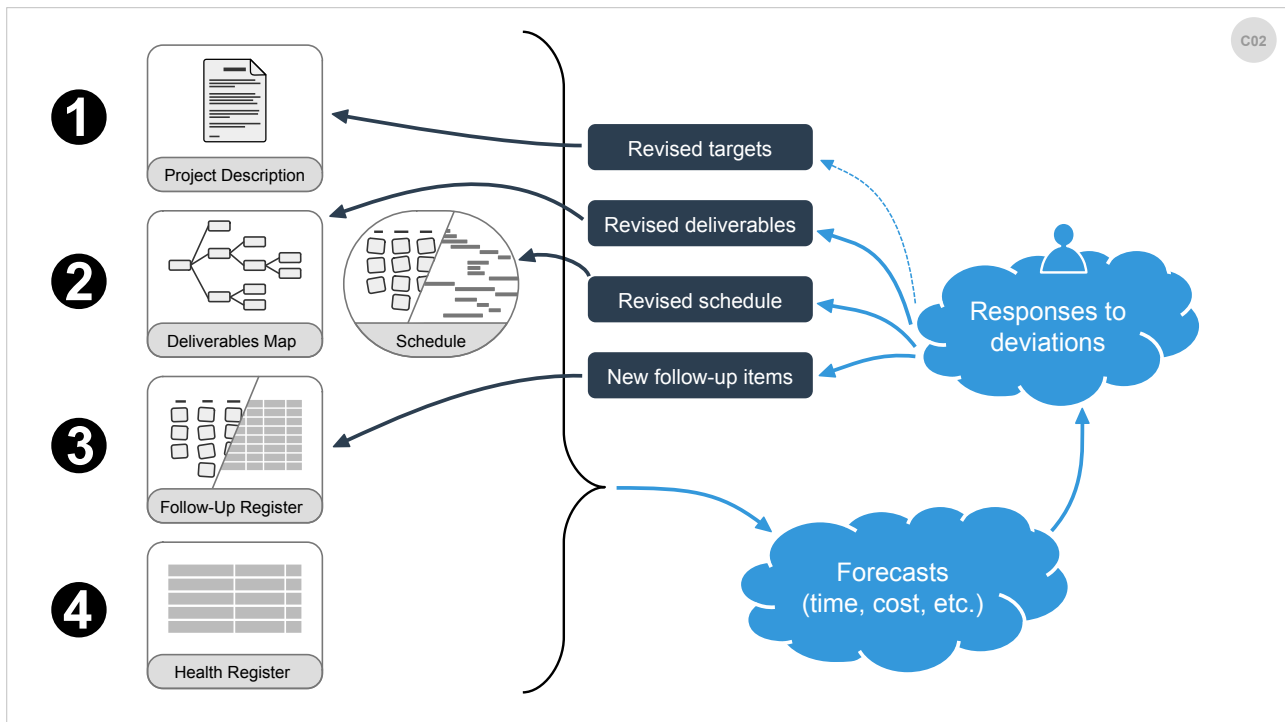 C02
1
Project Description
2
Deliverables Map
Schedule
3
Follow-Up Register
4
Health Register
Revised targets
Revised deliverables
Revised schedule
New follow-up items
Responses to
deviations
Forecasts
(time, cost, etc.)